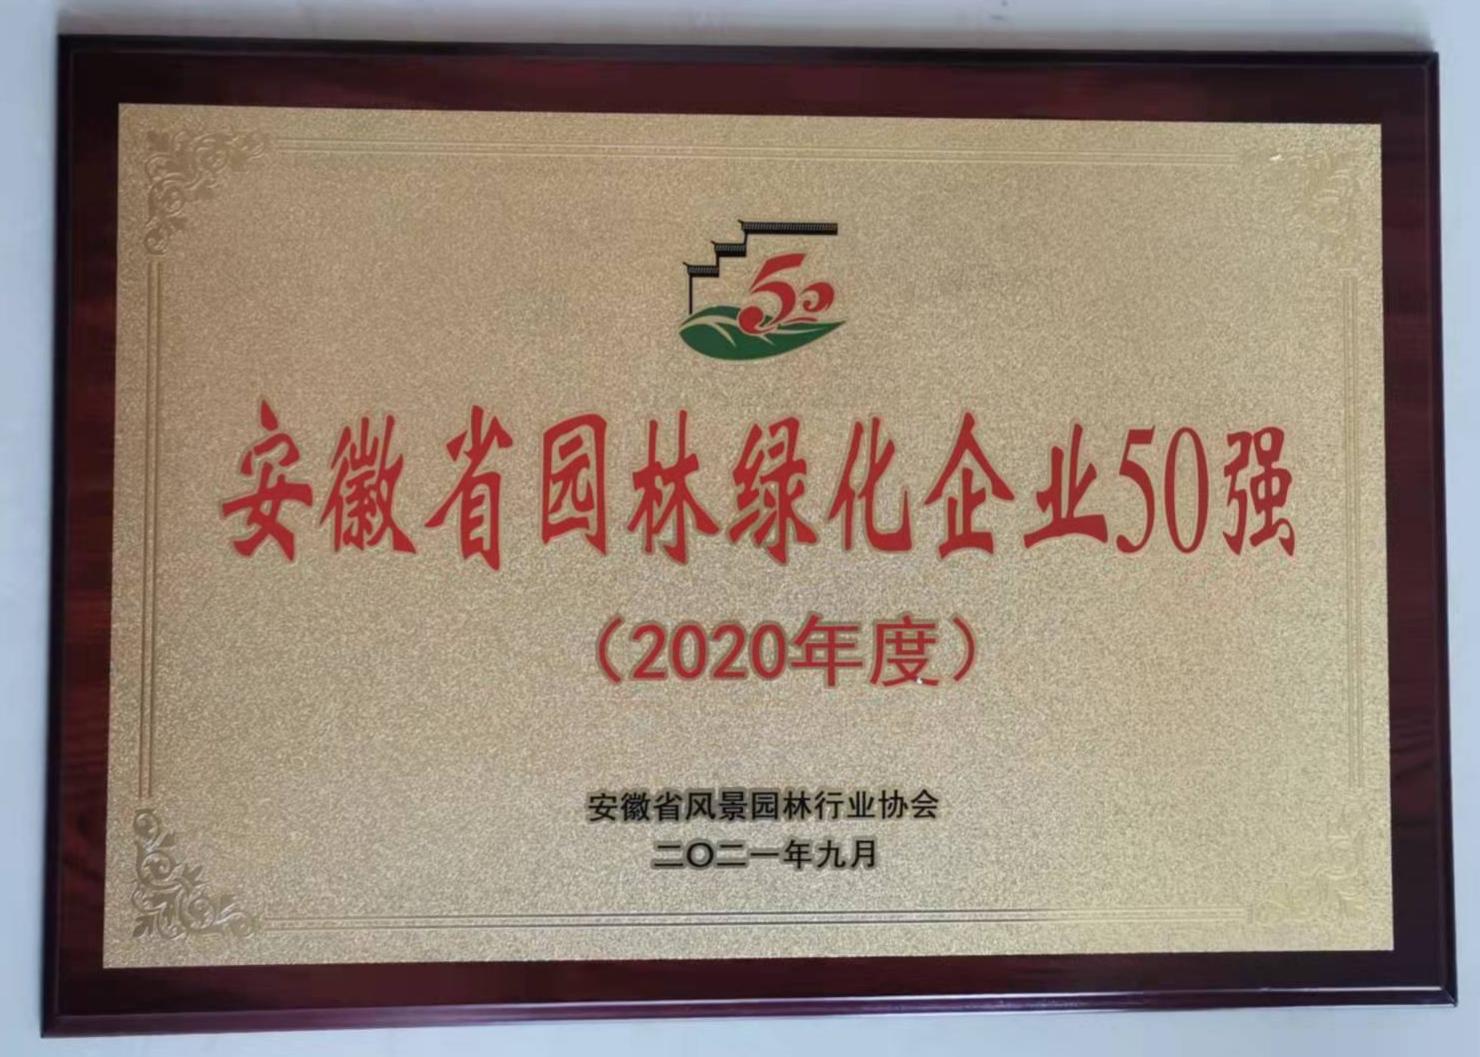 50
安徽省园林绿化企业50强
（2020年度）
安徽省风景园林行业协会
二〇二一年九月